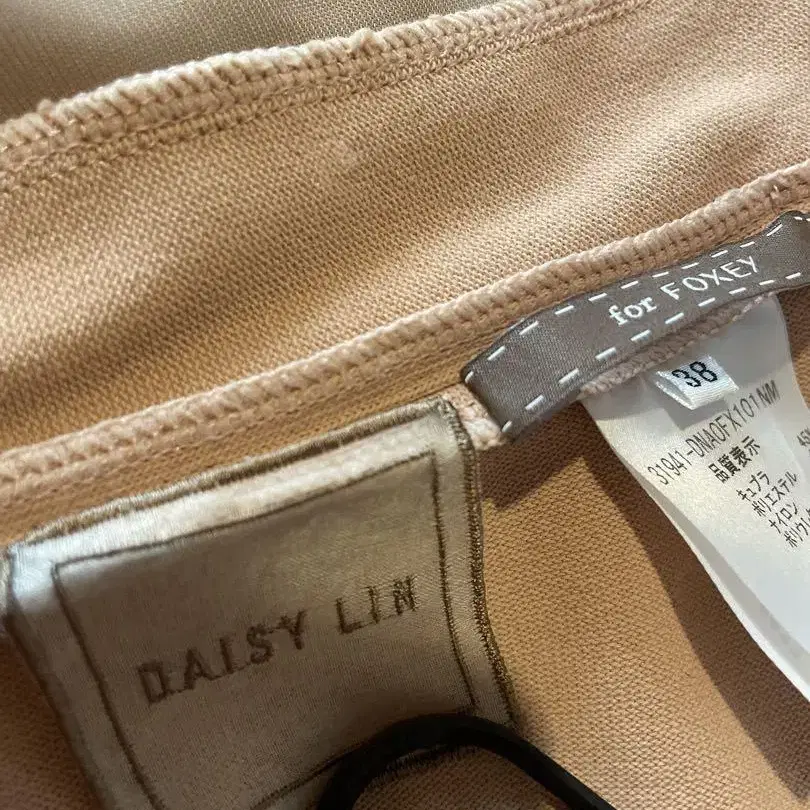 for FOXEY
38
31941-DNAOFX101NM
品質表示
キュプラ
ポリエステル
ナイロン
DAISY LIN